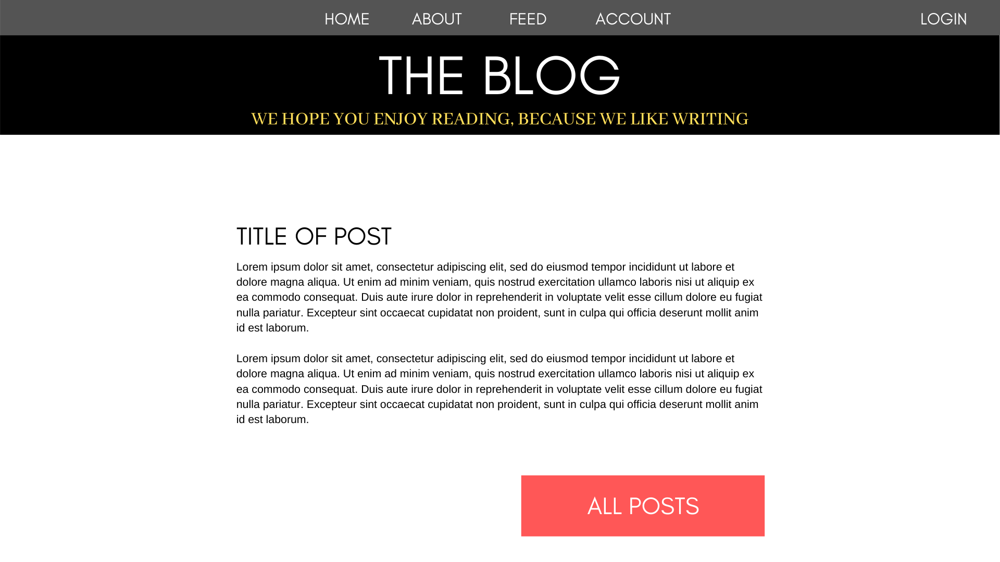 HOME ABOUT FEED ACCOUNT LOGIN
THE BLOG
WE HOPE YOU ENJOY READING, BECAUSE WE LIKE WRITING
TITLE OF POST
Lorem ipsum dolor sit amet, consectetur adipiscing elit, sed do eiusmod tempor incididunt ut labore et
dolore magna aliqua. Ut enim ad minim veniam, quis nostrud exercitation ullamco laboris nisi ut aliquip ex
ea commodo consequat. Duis aute irure dolor in reprehenderit in voluptate velit esse cillum dolore eu fugiat
nulla pariatur. Excepteur sint occaecat cupidatat non proident, sunt in culpa qui officia deserunt mollit anim
id est laborum.
Lorem ipsum dolor sit amet, consectetur adipiscing elit, sed do eiusmod tempor incididunt ut labore et
dolore magna aliqua. Ut enim ad minim veniam, quis nostrud exercitation ullamco laboris nisi ut aliquip ex
ea commodo consequat. Duis aute irure dolor in reprehenderit in voluptate velit esse cillum dolore eu fugiat
nulla pariatur. Excepteur sint occaecat cupidatat non proident, sunt in culpa qui officia deserunt mollit anim
id est laborum.
ALL POSTS